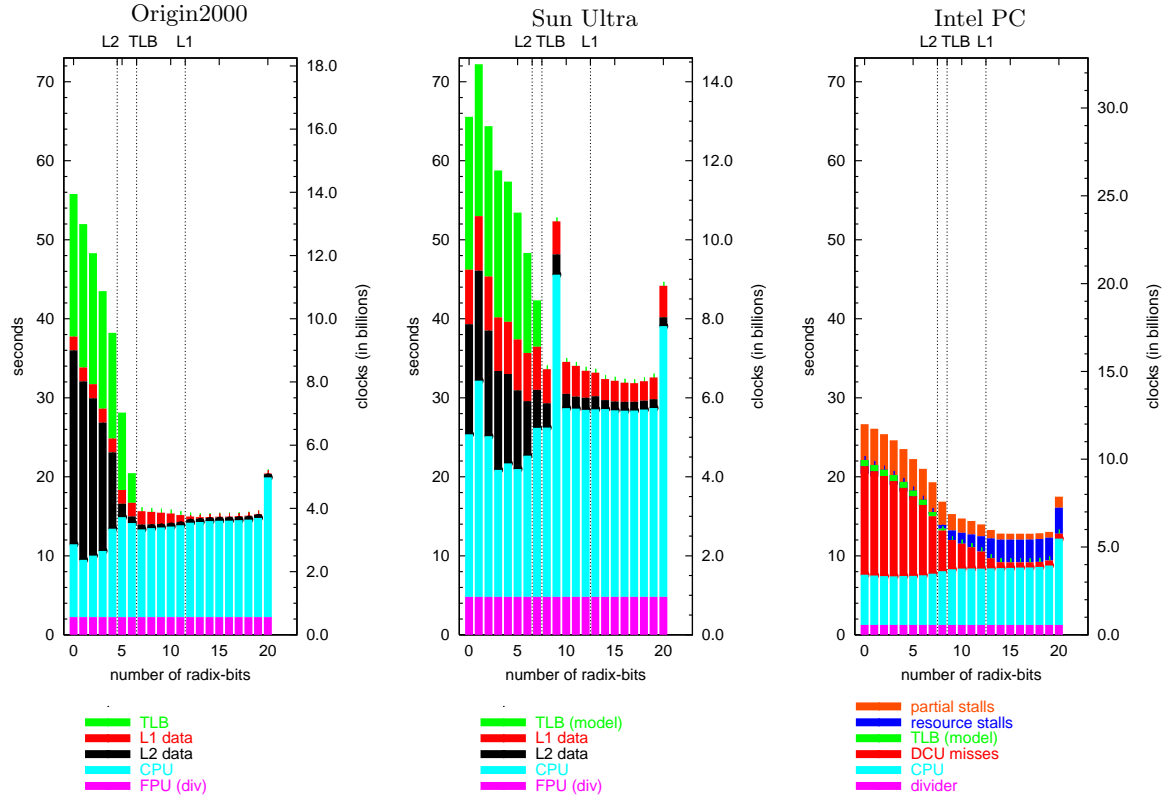 Origin2000
L2 TLB L1
70
60
50
40
30
20
10
0
seconds
18.0
16.0
14.0
12.0
10.0
8.0
6.0
4.0
2.0
0.0
clocks (in billions)
0 5 10 15 20
number of radix-bits
TLB
L1 data
L2 data
CPU
FPU (div)
Sun Ultra
L2 TLB L1
70
60
50
40
30
20
10
0
seconds
14.0
12.0
10.0
8.0
6.0
4.0
2.0
0.0
clocks (in billions)
0 5 10 15 20
number of radix-bits
TLB (model)
L1 data
L2 data
CPU
FPU (div)
Intel PC
L2 TLB L1
70
60
50
40
30
20
10
0
seconds
30.0
25.0
20.0
15.0
10.0
5.0
0.0
clocks (in billions)
0 5 10 15 20
number of radix-bits
partial stalls
resource stalls
TLB (model)
DCU misses
CPU
divider